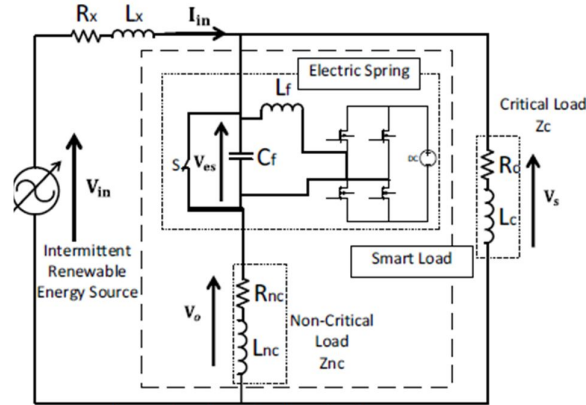 Rx Lx Iin
Electric Spring
Lf
S
Ves
Cf
DC
Critical Load
Zc
Rc
Lc
Vs
Vin
Intermittent
Renewable
Energy Source
Smart Load
Vo
Rnc
Lnc
Non-Critical
Load
Znc